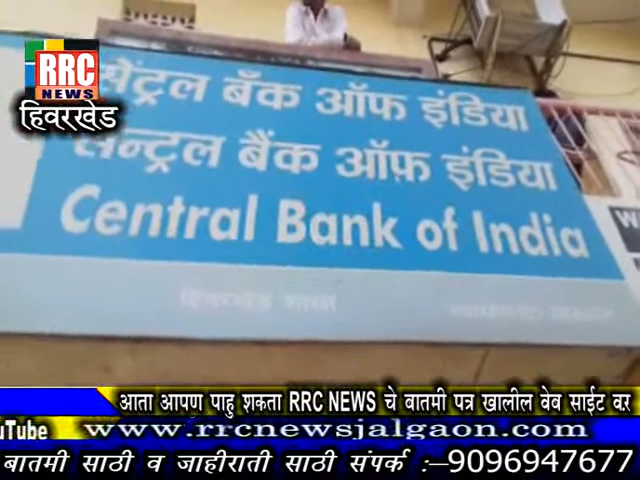 RRC
NEWS
हिवरखेड
सेंट्रल बँक ऑफ इंडिया
सेन्ट्रल बैंक ऑफ़ इंडिया
Central Bank of India
हिवरखेड शाखा
आता आपण पाहु शकता RRC NEWS चे बातमी पत्र खालील वेब साईट वर
uTube
www.rrcnewsjalgaon.com
बातमी साठी व जाहीराती साठी संपर्क :–9096947677